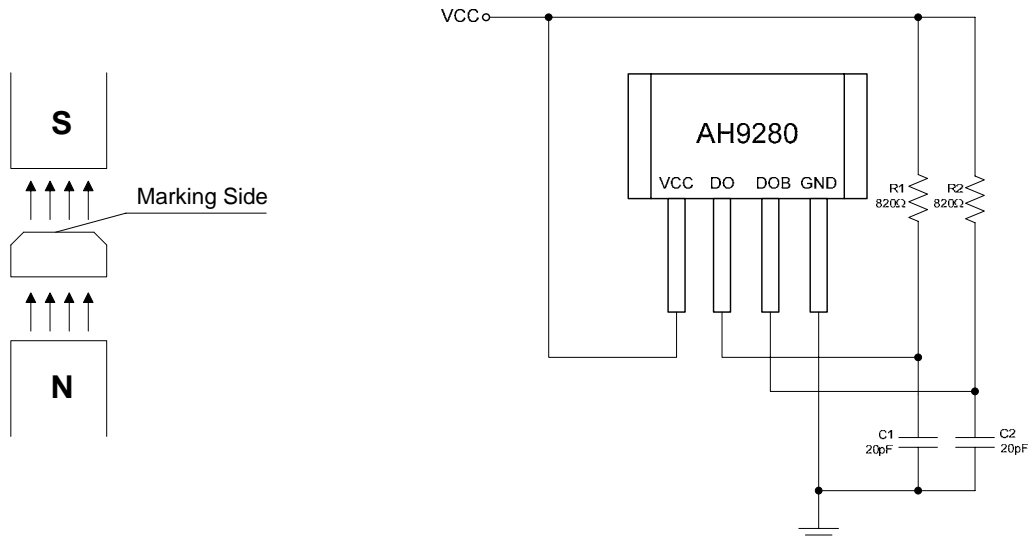 S
Marking Side
N
VCC
AH9280
VCC DO DOB GND
R1
820Ω
R2
820Ω
C1
20pF
C2
20pF